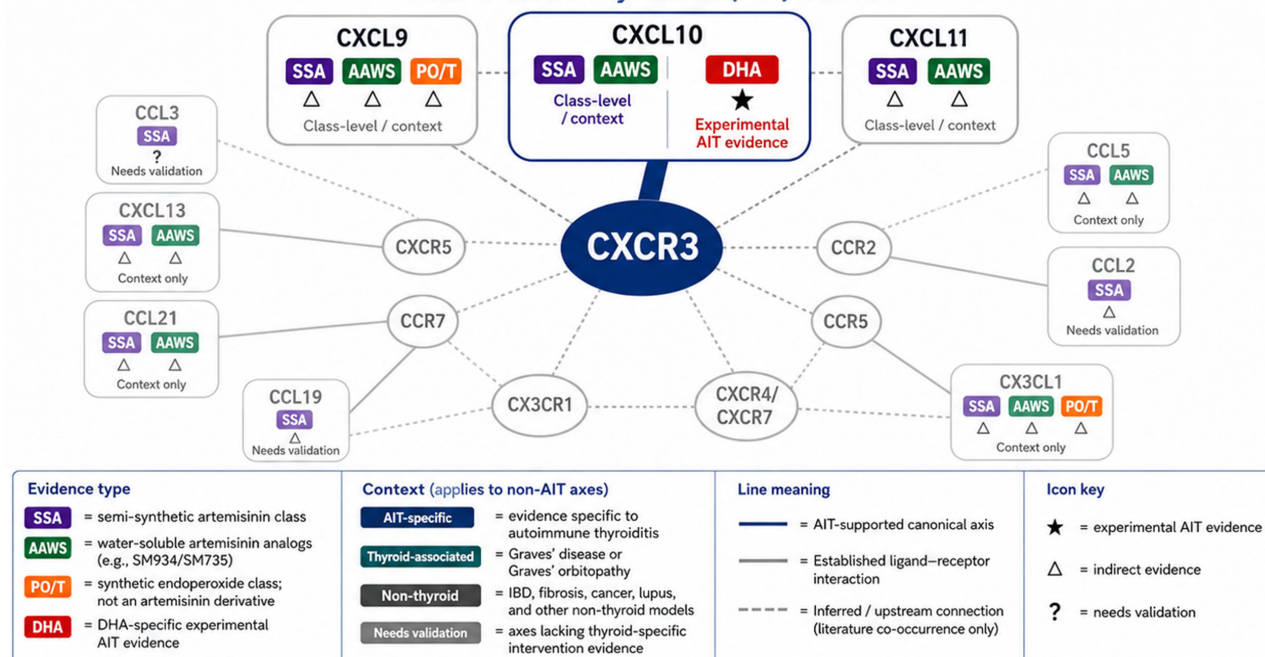 CXCL9
SSA AAWS PO/T
Class-level / context
CXCL10
SSA AAWS DHA
Class-level
/ context
Experimental
AIT evidence
CXCL11
SSA AAWS
Class-level / context
CCL3
SSA
?
Needs validation
CXCL13
SSA AAWS
Context only
CCL21
SSA AAWS
Context only
CCL19
SSA
Needs validation
CXCR5
CCR7
CX3CR1
CXCR3
CXCR4/
CXCR7
CCR2
CCR5
CCL5
SSA AAWS
Context only
CCL2
SSA
Needs validation
CX3CL1
SSA AAWS PO/T
Context only
Evidence type
SSA = semi-synthetic artemisinin class
AAWS = water-soluble artemisinin analogs
(e.g., SM934/SM735)
PO/T = synthetic endoperoxide class;
not an artemisinin derivative
DHA = DHA-specific experimental
AIT evidence
Context (applies to non-AIT axes)
AIT-specific = evidence specific to
autoimmune thyroiditis
Thyroid-associated = Graves' disease or
Graves' orbitopathy
Non-thyroid = IBD, fibrosis, cancer, lupus,
and other non-thyroid models
Needs validation = axes lacking thyroid-specific
intervention evidence
Line meaning
= AIT-supported canonical axis
= Established ligand–receptor
interaction
= Inferred / upstream connection
(literature co-occurrence only)
Icon key
★ = experimental AIT evidence
△ = indirect evidence
? = needs validation